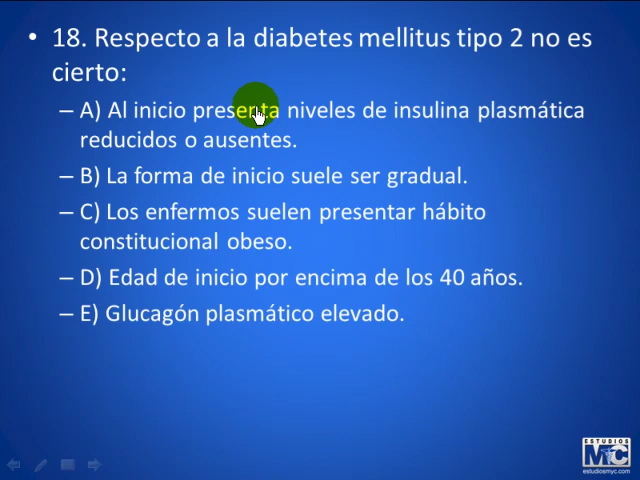 • 18. Respecto a la diabetes mellitus tipo 2 no es
cierto:
– A) Al inicio presenta niveles de insulina plasmática
reducidos o ausentes.
– B) La forma de inicio suele ser gradual.
– C) Los enfermos suelen presentar hábito
constitucional obeso.
– D) Edad de inicio por encima de los 40 años.
– E) Glucagón plasmático elevado.
ESTUDIOS
MyC
estudiosmyc.com